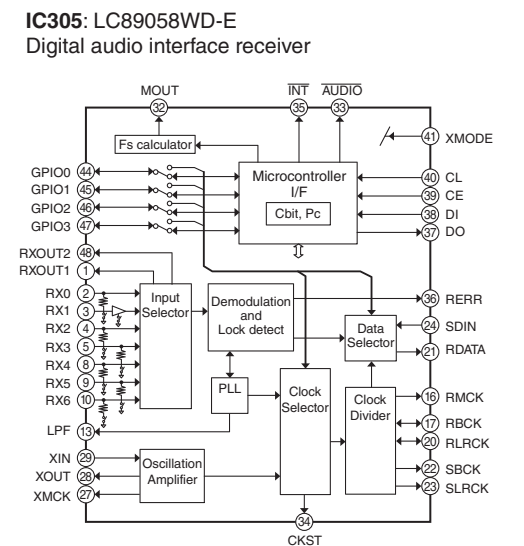 IC305: LC89058WD-E
Digital audio interface receiver
MOUT INT AUDIO
32 35 33
41 XMODE
Fs calculator
GPIO0 44
GPIO1 45
GPIO2 46
GPIO3 47
Microcontroller
I/F
Cbit, Pc
40 CL
39 CE
38 DI
37 DO
RXOUT2 48
RXOUT1 1
RX0 2
RX1 3
RX2 4
RX3 5
RX4 8
RX5 9
RX6 10
Input
Selector
Demodulation
and
Lock detect
Data
Selector
36 RERR
24 SDIN
21 RDATA
PLL
Clock
Selector
Clock
Divider
16 RMCK
17 RBCK
20 RLRCK
22 SBCK
23 SLRCK
LPF 13
XIN 29
XOUT 28
XMCK 27
Oscillation
Amplifier
34
CKST